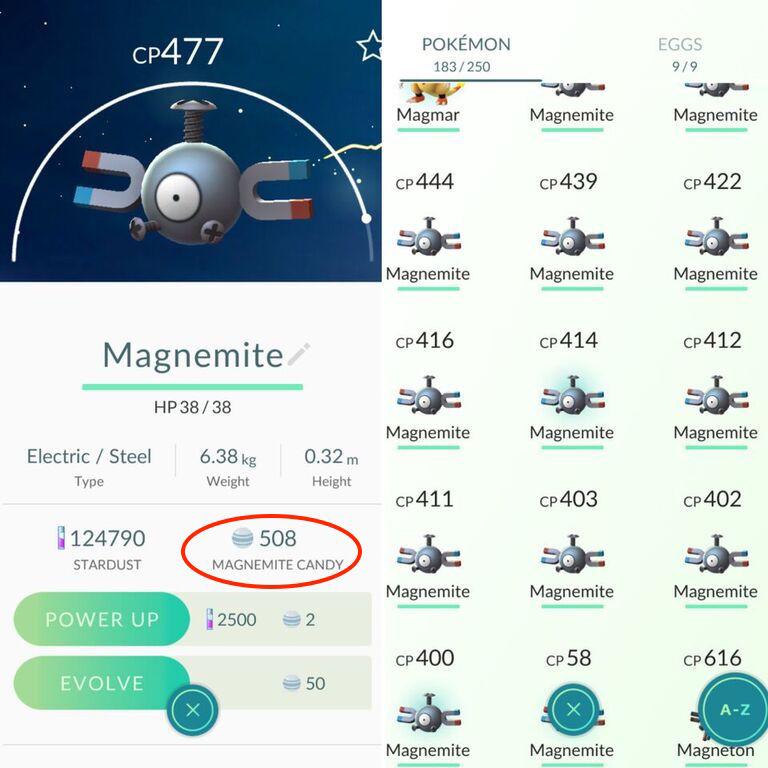 CP477
Magnemite
HP 38 / 38
Electric / Steel 6.38 kg 0.32 m
Type Weight Height
124790 508
STARDUST MAGNEMITE CANDY
POWER UP 2500 2
EVOLVE 50
POKÉMON EGGS
183 / 250 9 / 9
Magmar Magnemite Magnemite
CP444 CP439 CP422
Magnemite Magnemite Magnemite
CP416 CP414 CP412
Magnemite Magnemite Magnemite
CP411 CP403 CP402
Magnemite Magnemite Magnemite
CP400 CP58 CP616
A-Z
Magnemite Magnemite Magneton